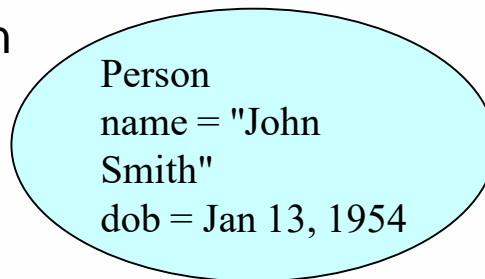 n
Person
name = "John
Smith"
dob = Jan 13, 1954